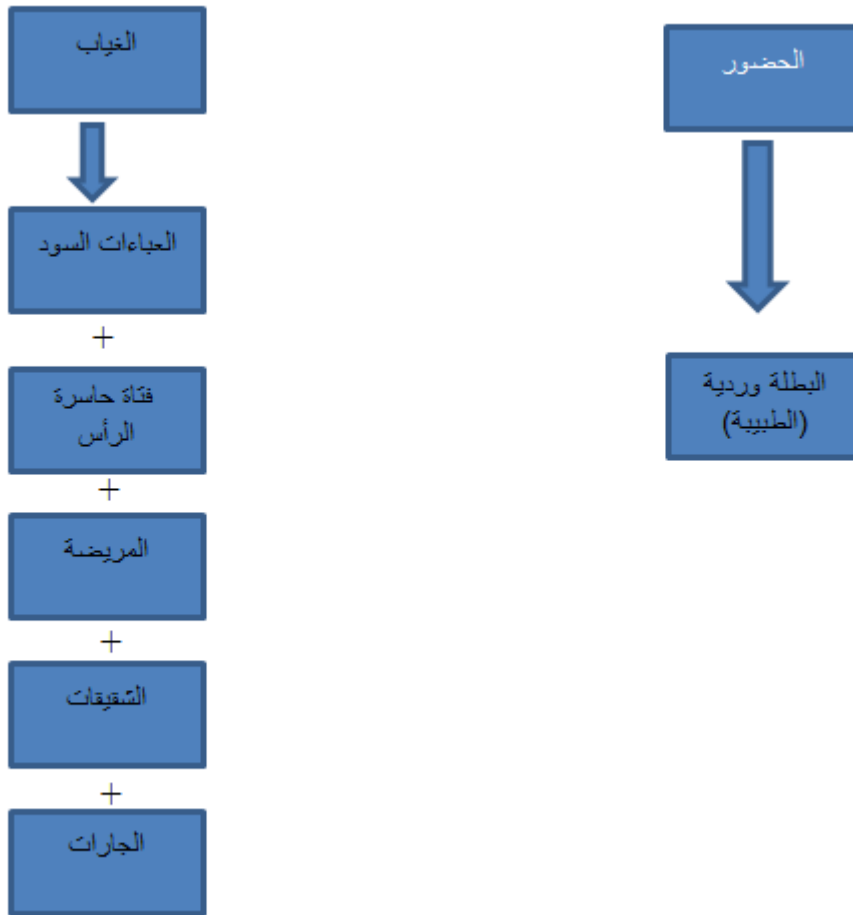 الحضور
البطلة وردية
(الطبيبة)
الغياب
العباءات السود
+
فتاة حاسرة
الرأس
+
المريضة
+
الشقيقات
+
الجارات